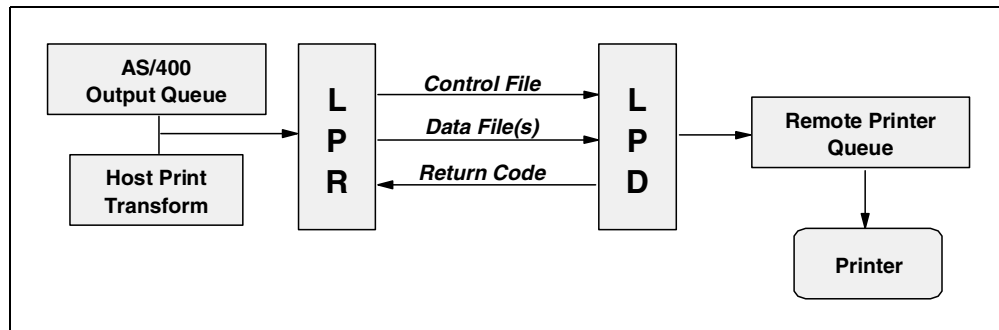 AS/400
Output Queue
Host Print
Transform
L
P
R
Control File
Data File(s)
Return Code
L
P
D
Remote Printer
Queue
Printer